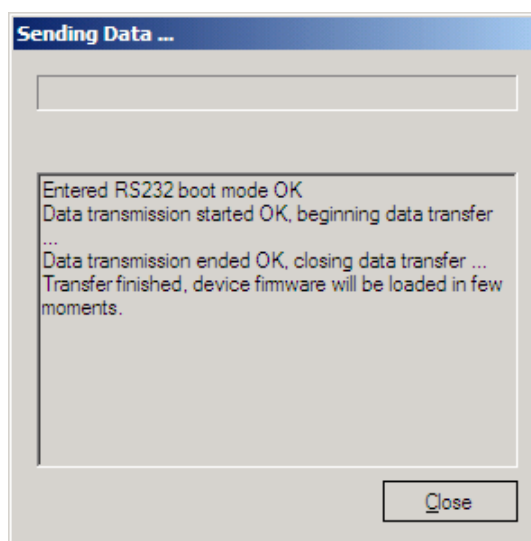 Sending Data ...
Entered RS232 boot mode OK
Data transmission started OK, beginning data transfer
...
Data transmission ended OK, closing data transfer ...
Transfer finished, device firmware will be loaded in few
moments.
Close